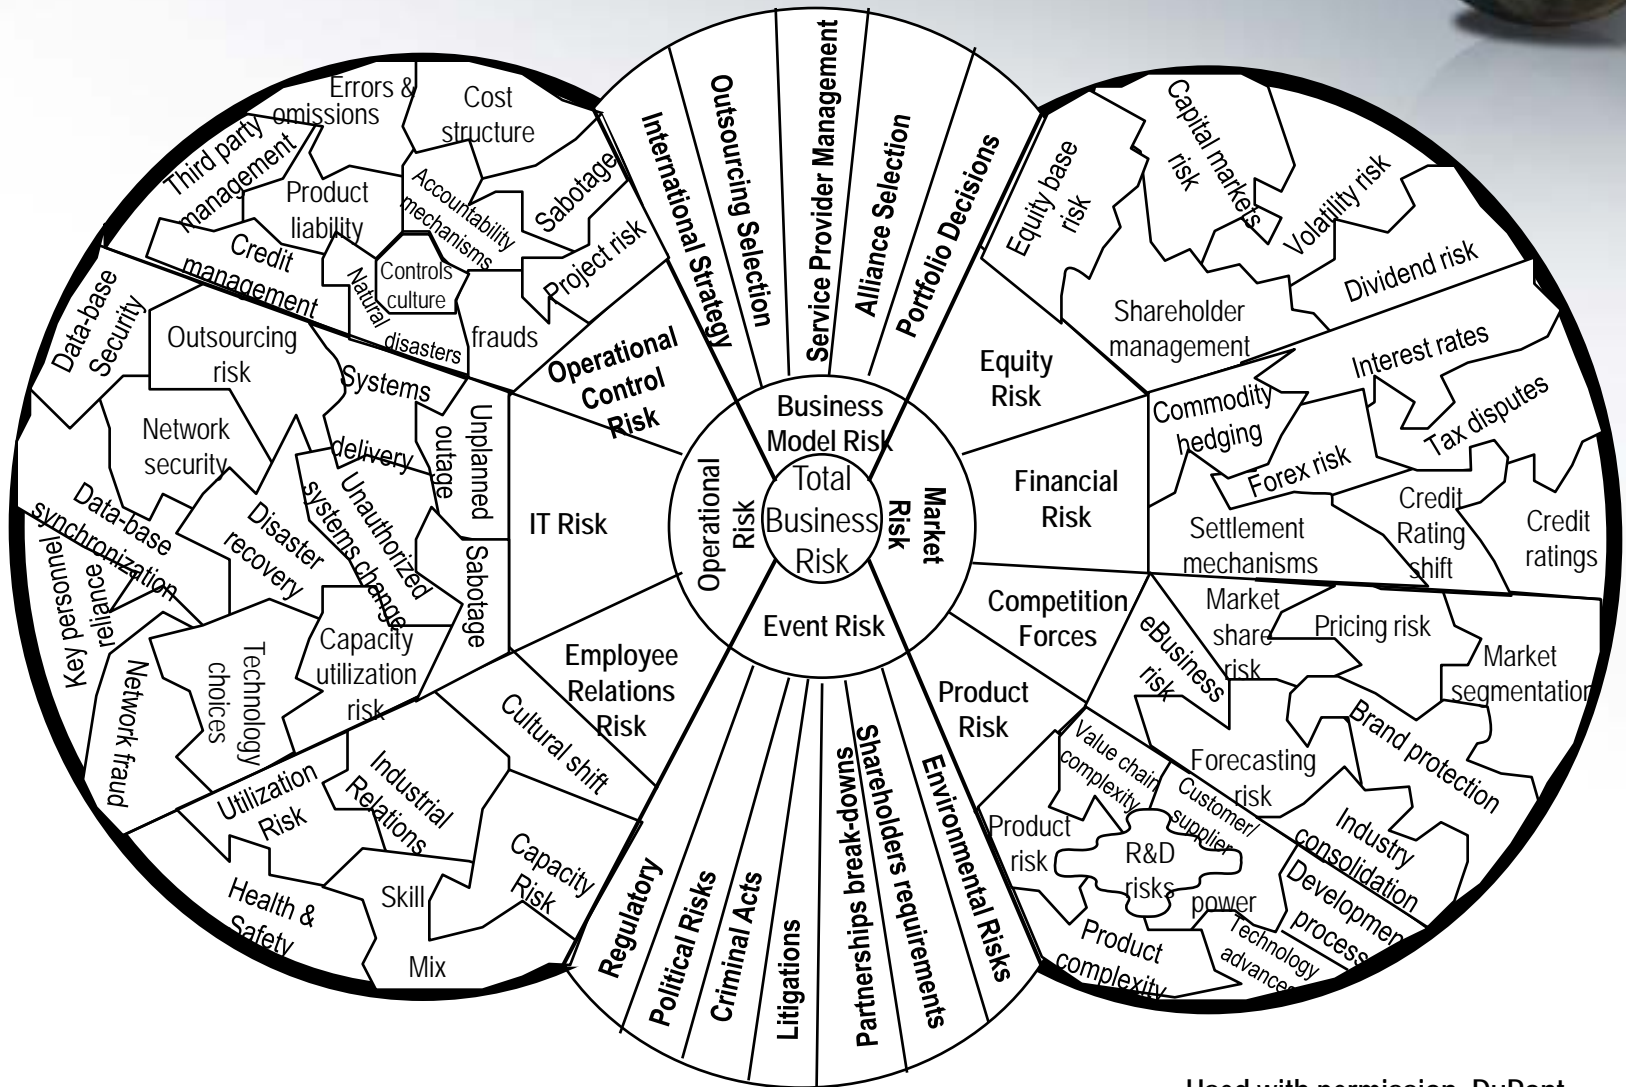 Errors &
omissions
Cost
structure
Third party
management
Product
liability
Accountability
mechanisms
Sabotage
Credit
management
Controls
culture
Natural
disasters
frauds
Project risk
Operational
Control
Risk
Data-base
Security
Outsourcing
risk
Systems
delivery
Unplanned
outage
Network
security
Data-base
synchronization
Disaster
recovery
Unauthorized
systems change
Sabotage
Key personnel
reliance
Network fraud
Technology
choices
Capacity
utilization
risk
IT Risk
Employee
Relations
Risk
Cultural shift
Utilization
Risk
Industrial
Relations
Capacity
Risk
Health &
Safety
Skill
Mix
International Strategy
Outsourcing Selection
Service Provider Management
Alliance Selection
Portfolio Decisions
Business
Model Risk
Operational
Risk
Total
Business
Risk
Market
Risk
Event Risk
Regulatory
Political Risks
Criminal Acts
Litigations
Partnerships break-downs
Shareholders requirements
Environmental Risks
Equity base
risk
Capital markets
risk
Volatility risk
Dividend risk
Shareholder
management
Equity
Risk
Interest rates
Commodity
hedging
Tax disputes
Forex risk
Financial
Risk
Settlement
mechanisms
Credit
Rating
shift
Credit
ratings
Competition
Forces
eBusiness
risk
Market
share
risk
Pricing risk
Market
segmentation
Brand protection
Forecasting
risk
Industry
consolidation
Product
Risk
Value chain
complexity
Customer/
supplier
power
Product
risk
R&D
risks
Development
process
Product
complexity
Technology
advances
Used with permission, DuPont